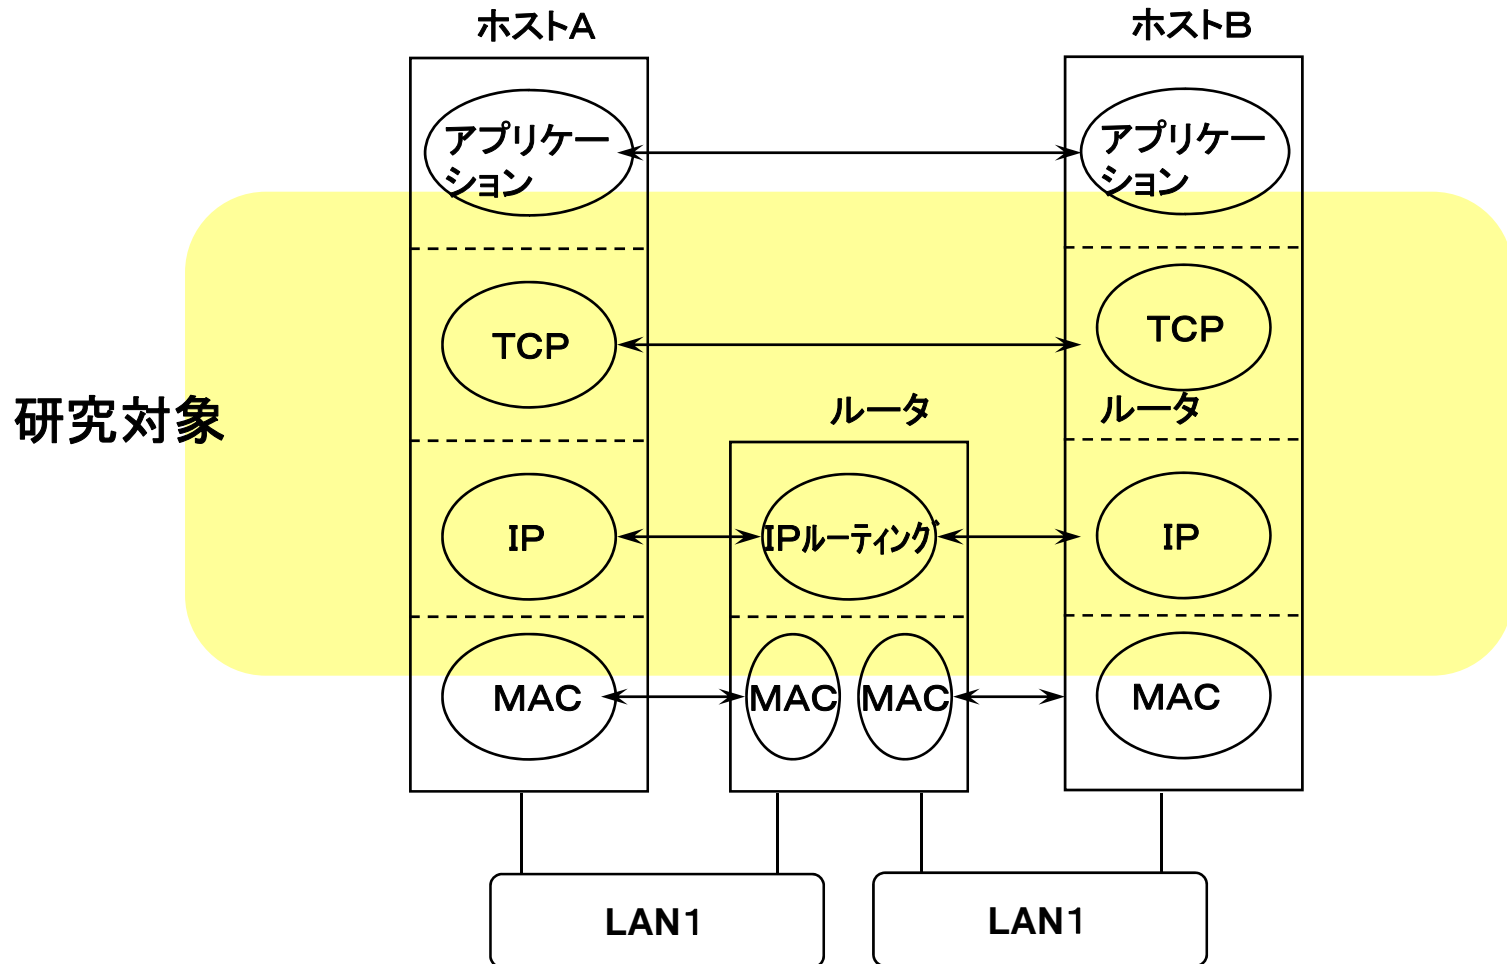 ホストA
ホストB
アプリケー
ション
アプリケー
ション
TCP
TCP
研究対象
ルータ
ルータ
IP
IPルーティング
IP
MAC
MAC
MAC
MAC
LAN1
LAN1